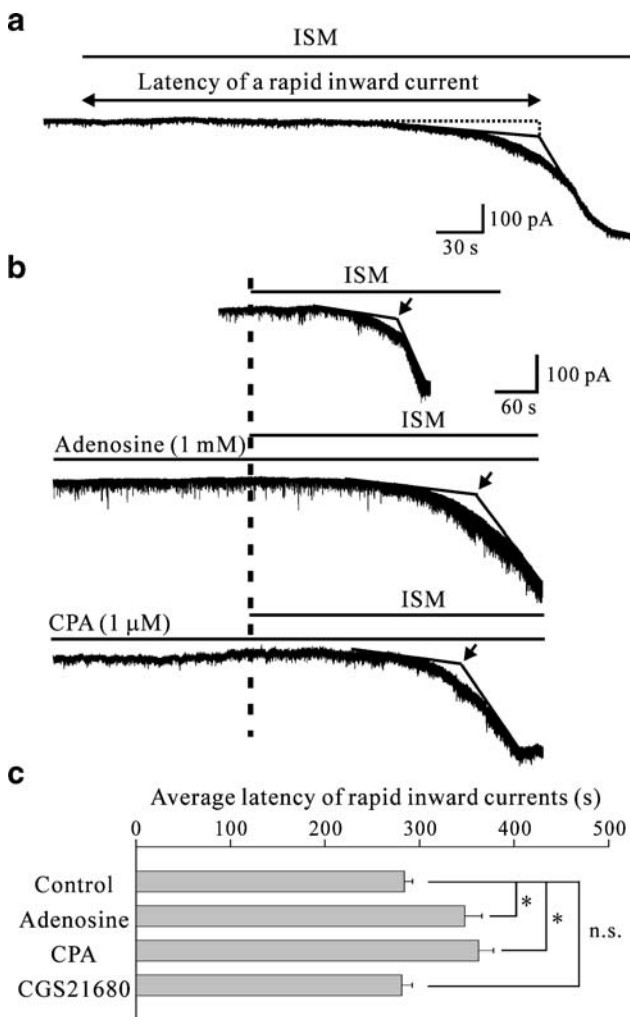 a
ISM
Latency of a rapid inward current
100 pA
30 s
b
ISM
100 pA
60 s
ISM
Adenosine (1 mM)
ISM
CPA (1 μM)
c
Average latency of rapid inward currents (s)
0 100 200 300 400 500
Control
Adenosine
CPA
CGS21680
*
*
n.s.